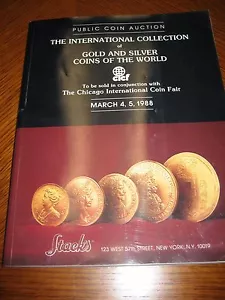 PUBLIC COIN AUCTION
THE INTERNATIONAL COLLECTION
of
GOLD AND SILVER
COINS OF THE WORLD
cicf
To be sold in conjunction with
The Chicago International Coin Fair
MARCH 4, 5, 1988
Stack's
123 WEST 57th STREET, NEW YORK, N.Y. 10019